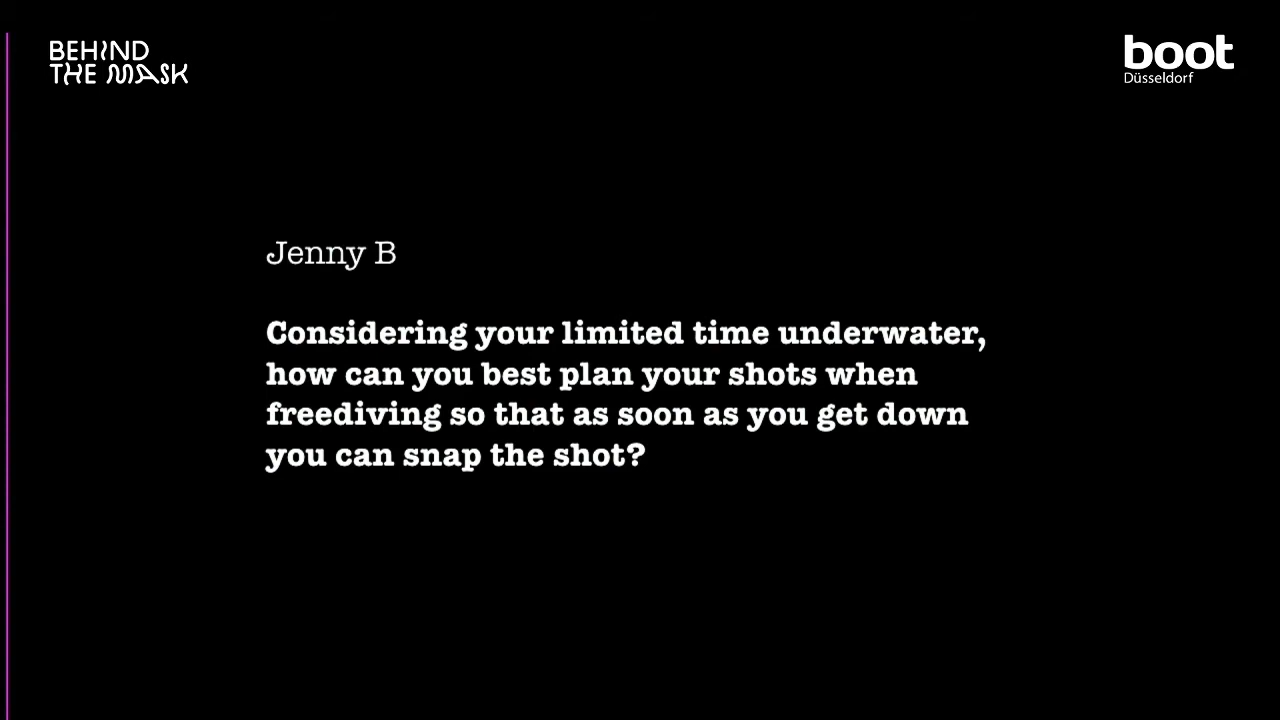 BEHIND
THE MASK
boot
Düsseldorf
Jenny B
Considering your limited time underwater,
how can you best plan your shots when
freediving so that as soon as you get down
you can snap the shot?